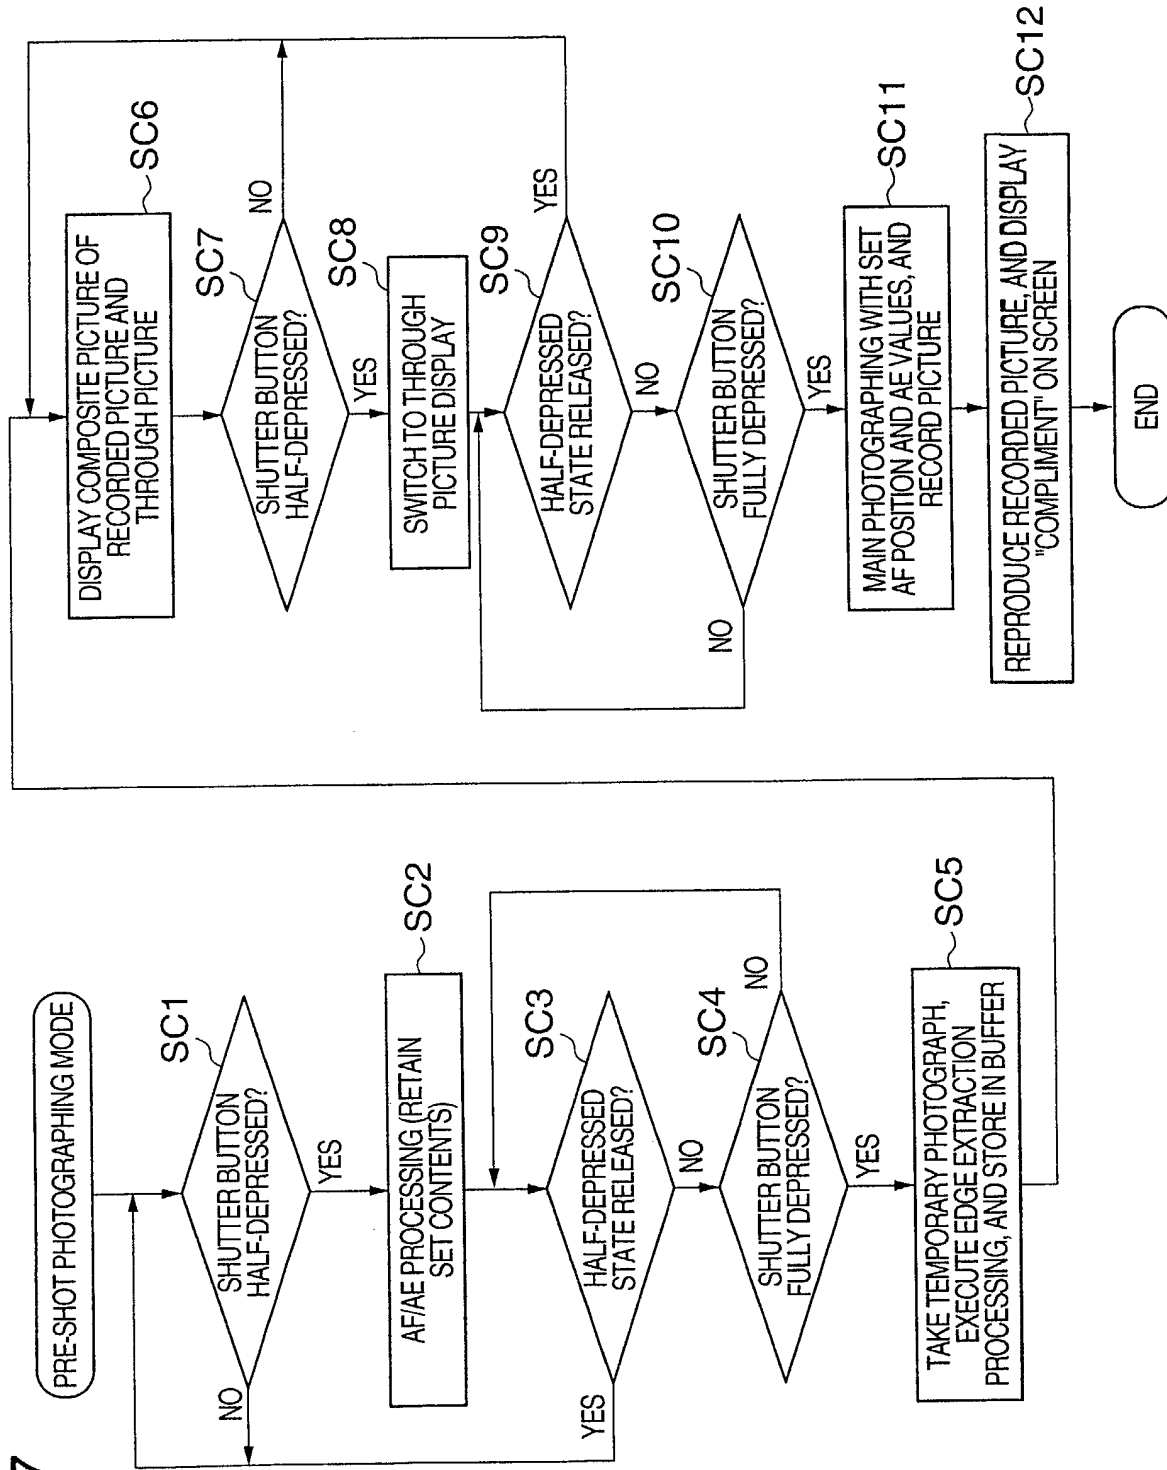 7
PRE-SHOT PHOTOGRAPHING MODE
SC1
SHUTTER BUTTON
HALF-DEPRESSED?
NO
YES
SC2
AF/AE PROCESSING (RETAIN
SET CONTENTS)
SC3
HALF-DEPRESSED
STATE RELEASED?
YES
NO
SC4
SHUTTER BUTTON
FULLY DEPRESSED?
NO
YES
SC5
TAKE TEMPORARY PHOTOGRAPH,
EXECUTE EDGE EXTRACTION
PROCESSING, AND STORE IN BUFFER
SC6
DISPLAY COMPOSITE PICTURE OF
RECORDED PICTURE AND
THROUGH PICTURE
SC7
SHUTTER BUTTON
HALF-DEPRESSED?
NO
YES
SC8
SWITCH TO THROUGH
PICTURE DISPLAY
SC9
HALF-DEPRESSED
STATE RELEASED?
YES
NO
SC10
SHUTTER BUTTON
FULLY DEPRESSED?
NO
YES
SC11
MAIN PHOTOGRAPHING WITH SET
AF POSITION AND AE VALUES, AND
RECORD PICTURE
SC12
REPRODUCE RECORDED PICTURE, AND DISPLAY
"COMPLIMENT" ON SCREEN
END